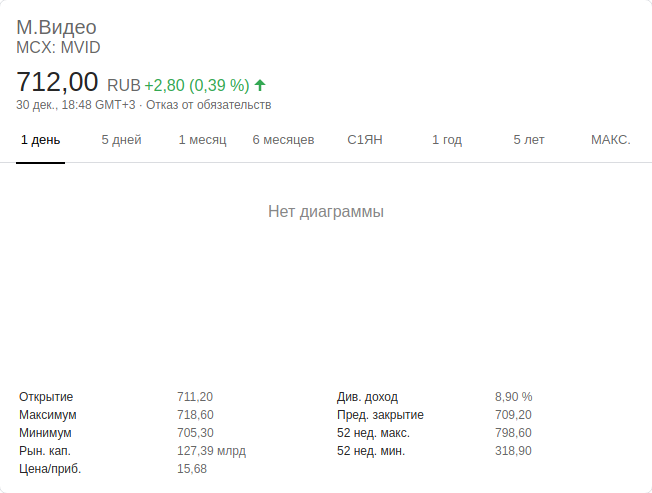 М.Видео
MCX: MVID
712,00 RUB +2,80 (0,39 %)
30 дек., 18:48 GMT+3 · Отказ от обязательств
1 день 5 дней 1 месяц 6 месяцев С1ЯН 1 год 5 лет МАКС.
Нет диаграммы
Открытие 711,20 Див. доход 8,90 %
Максимум 718,60 Пред. закрытие 709,20
Минимум 705,30 52 нед. макс. 798,60
Рын. кап. 127,39 млрд 52 нед. мин. 318,90
Цена/приб. 15,68